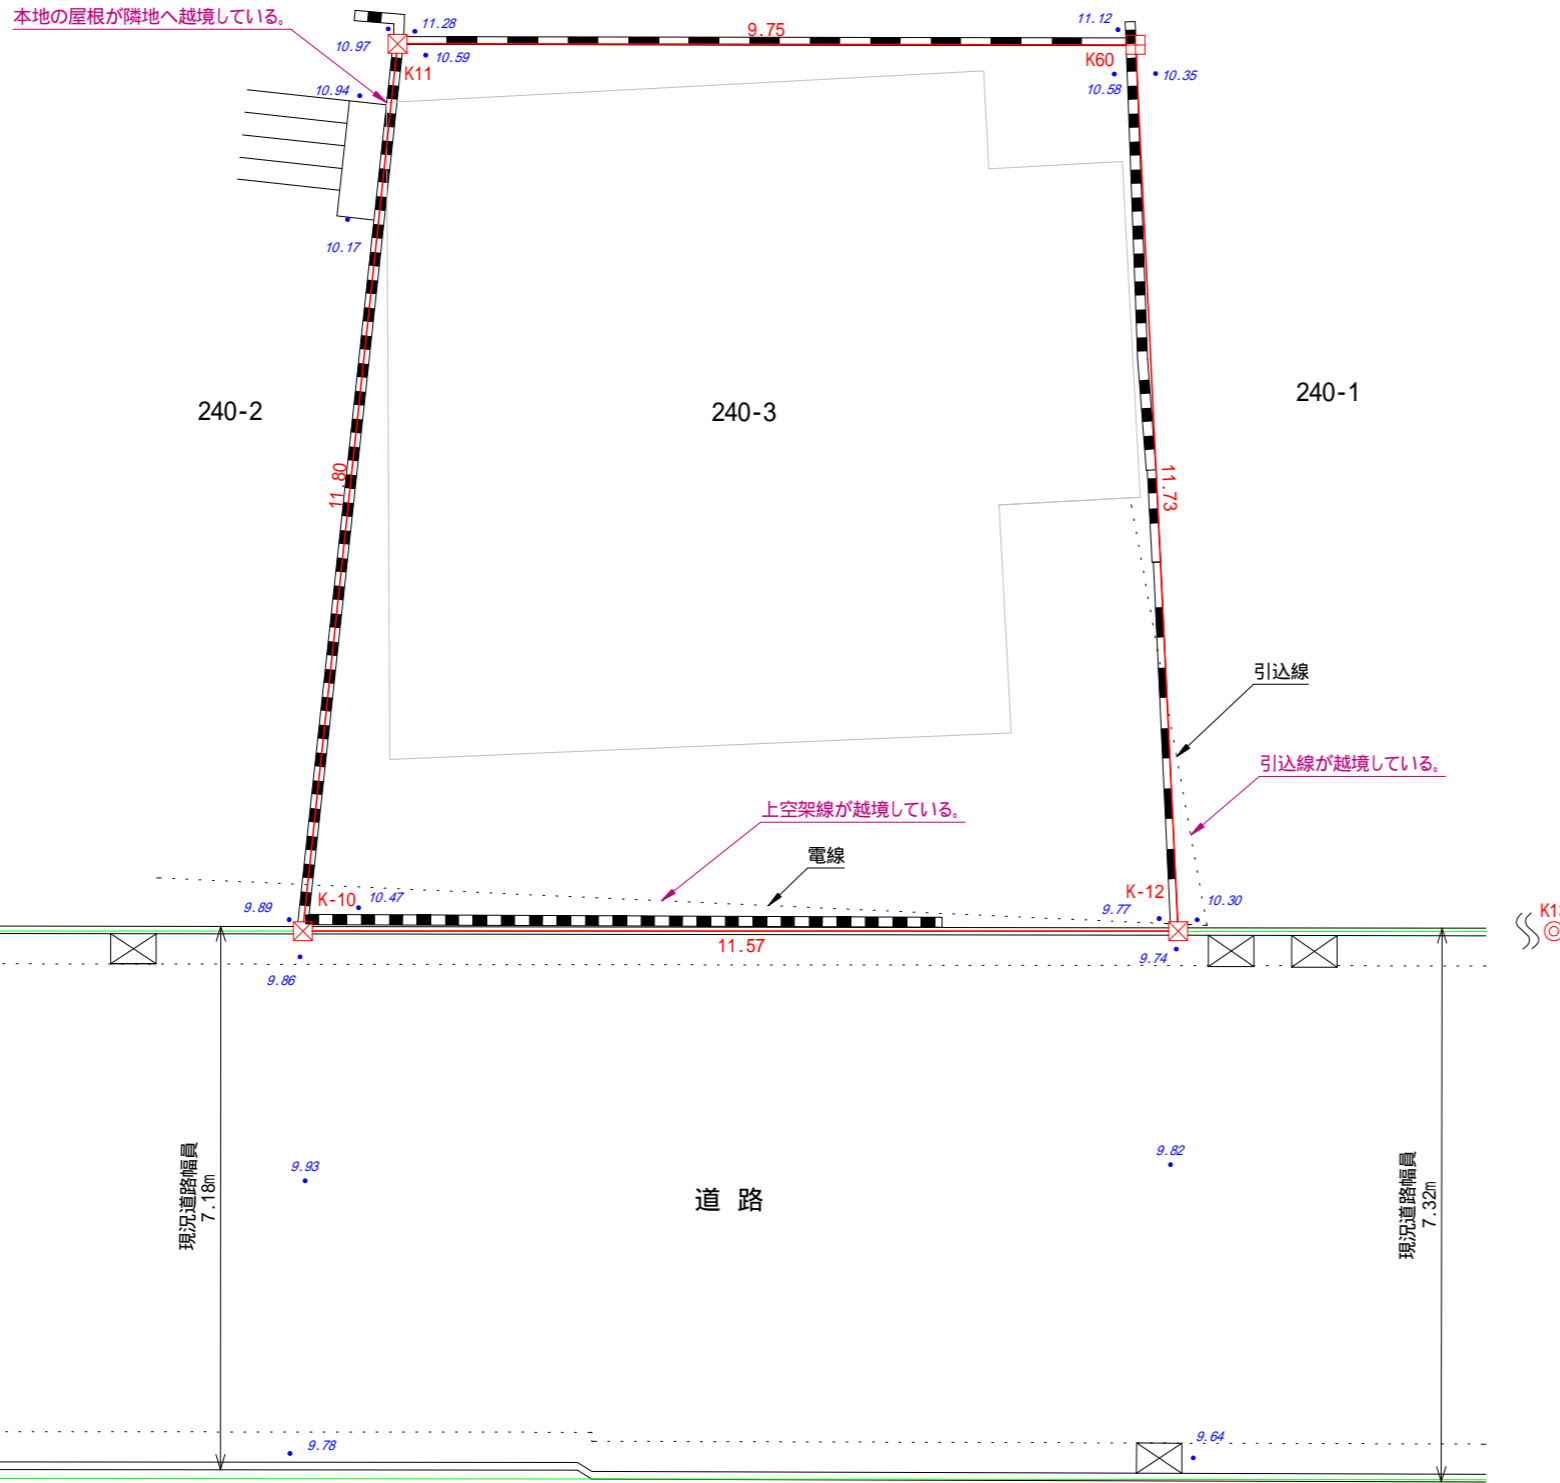 本地の屋根が隣地へ越境している。
11.28
11.12
9.75
10.97
10.59
K11
K60
10.35
10.58
10.94
10.17
240-2
240-3
240-1
11.80
11.73
引込線
引込線が越境している。
上空架線が越境している。
電線
K-10
10.47
K-12
9.89
9.77
10.30
11.57
9.86
9.74
9.93
9.82
現況道路幅員
7.18m
道 路
現況道路幅員
7.32m
9.78
9.64